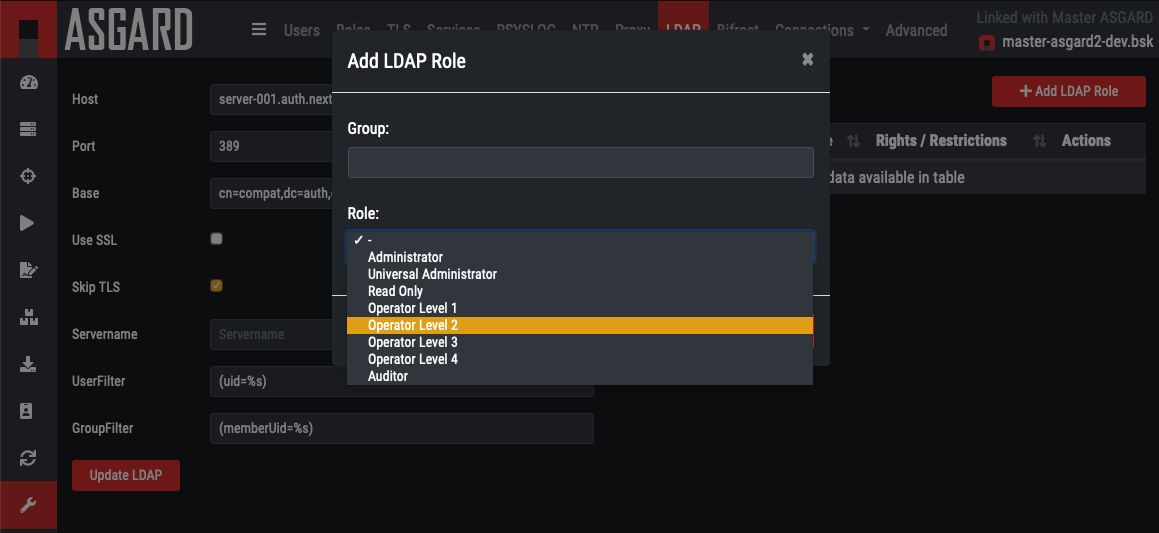 ASGARD
Users Roles TLS Services RSYSLOG NTP Proxy LDAP Bifrost Connections Advanced
Linked with Master ASGARD
master-asgard2-dev.bsk
Add LDAP Role
Add LDAP Role
Host
server-001.auth.next
Port
389
Base
cn=compat,dc=auth,
Use SSL
Skip TLS
Servername
Servername
UserFilter
(uid=%s)
GroupFilter
(memberUid=%s)
Update LDAP
Group:
Role:
-
Administrator
Universal Administrator
Read Only
Operator Level 1
Operator Level 2
Operator Level 3
Operator Level 4
Auditor
Rights / Restrictions Actions
data available in table